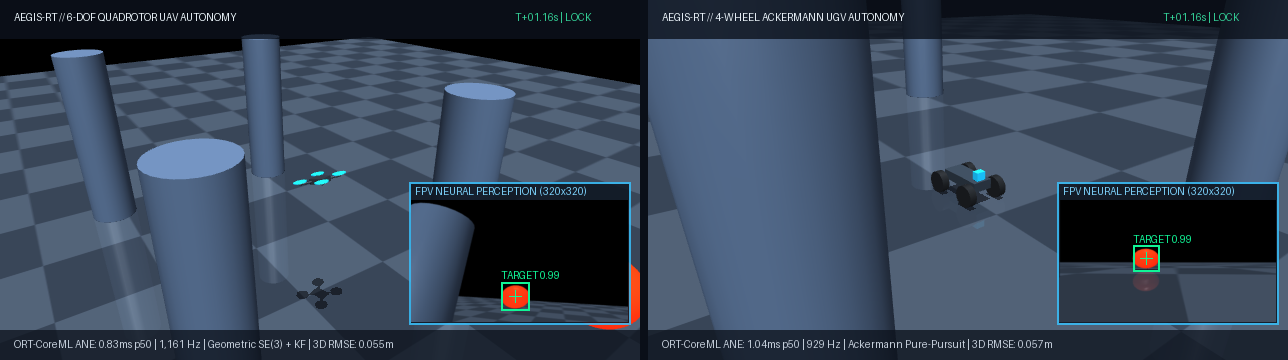 AEGIS-RT // 6-DOF QUADROTOR UAV AUTONOMY
T+01.16s | LOCK
FPV NEURAL PERCEPTION (320x320)
TARGET 0.99
ORT-CoreML ANE: 0.83ms p50 | 1,161 Hz | Geometric SE(3) + KF | 3D RMSE: 0.055m
AEGIS-RT // 4-WHEEL ACKERMANN UGV AUTONOMY
T+01.16s | LOCK
FPV NEURAL PERCEPTION (320x320)
TARGET 0.99
ORT-CoreML ANE: 1.04ms p50 | 929 Hz | Ackermann Pure-Pursuit | 3D RMSE: 0.057m